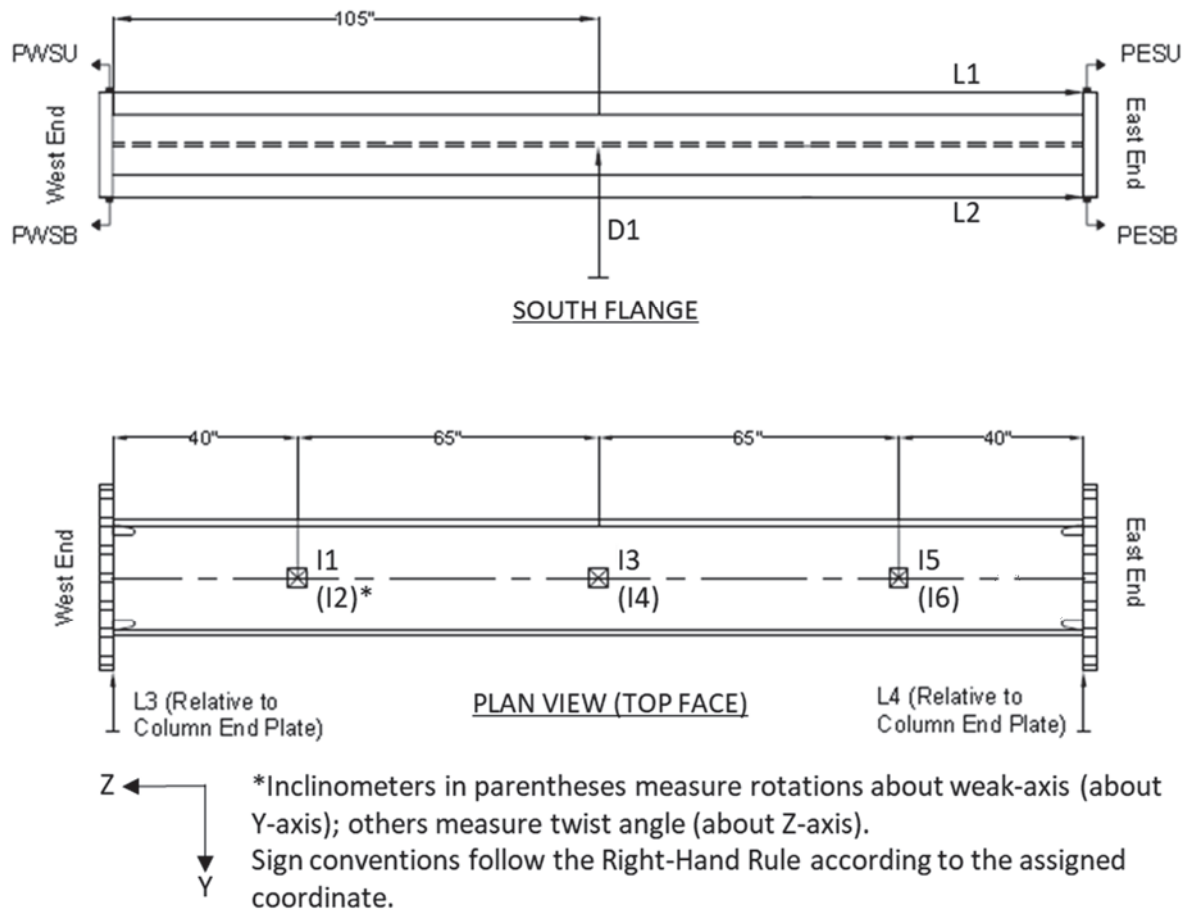 105"
PWSU
PESU
L1
West End
East End
L2
PWSB
PESB
D1
SOUTH FLANGE
40"
65"
65"
40"
West End
East End
I1
(I2)*
I3
(I4)
I5
(I6)
L3 (Relative to
Column End Plate)
PLAN VIEW (TOP FACE)
L4 (Relative to
Column End Plate)
Z
Y
*Inclinometers in parentheses measure rotations about weak-axis (about
Y-axis); others measure twist angle (about Z-axis).
Sign conventions follow the Right-Hand Rule according to the assigned
coordinate.